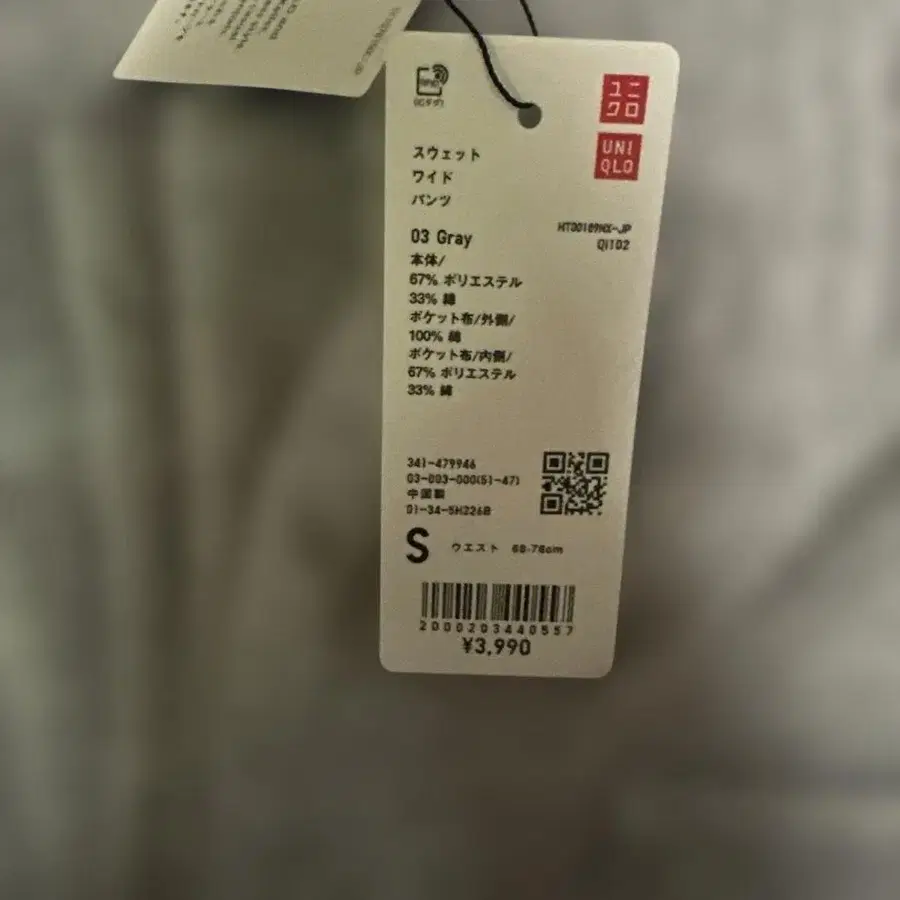 RFID
ユニ
クロ
UNI
QLO
スウェット
ワイド
パンツ
HT00189NX-JP
QI102
03 Gray
本体/
67% ポリエステル
33% 綿
ポケット布/外側/
100% 綿
ポケット布/内側/
67% ポリエステル
33% 綿
341-479946
03-003-000(51-47)
中国製
01-34-5H226B
S ウエスト 68-76cm
2000203440557
¥3,990